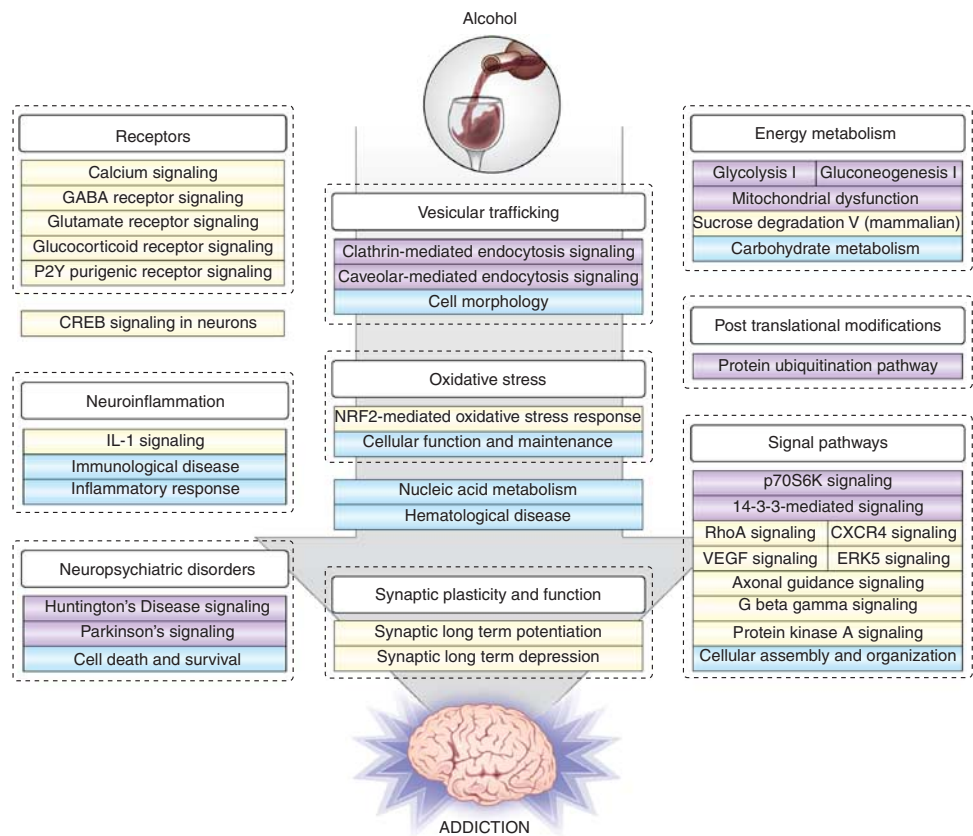 Alcohol
Receptors
Calcium signaling
GABA receptor signaling
Glutamate receptor signaling
Glucocorticoid receptor signaling
P2Y purigenic receptor signaling
CREB signaling in neurons
Neuroinflammation
IL-1 signaling
Immunological disease
Inflammatory response
Neuropsychiatric disorders
Huntington's Disease signaling
Parkinson's signaling
Cell death and survival
Vesicular trafficking
Clathrin-mediated endocytosis signaling
Caveolar-mediated endocytosis signaling
Cell morphology
Oxidative stress
NRF2-mediated oxidative stress response
Cellular function and maintenance
Nucleic acid metabolism
Hematological disease
Synaptic plasticity and function
Synaptic long term potentiation
Synaptic long term depression
Energy metabolism
Glycolysis I Gluconeogenesis I
Mitochondrial dysfunction
Sucrose degradation V (mammalian)
Carbohydrate metabolism
Post translational modifications
Protein ubiquitination pathway
Signal pathways
p70S6K signaling
14-3-3-mediated signaling
RhoA signaling CXCR4 signaling
VEGF signaling ERK5 signaling
Axonal guidance signaling
G beta gamma signaling
Protein kinase A signaling
Cellular assembly and organization
ADDICTION